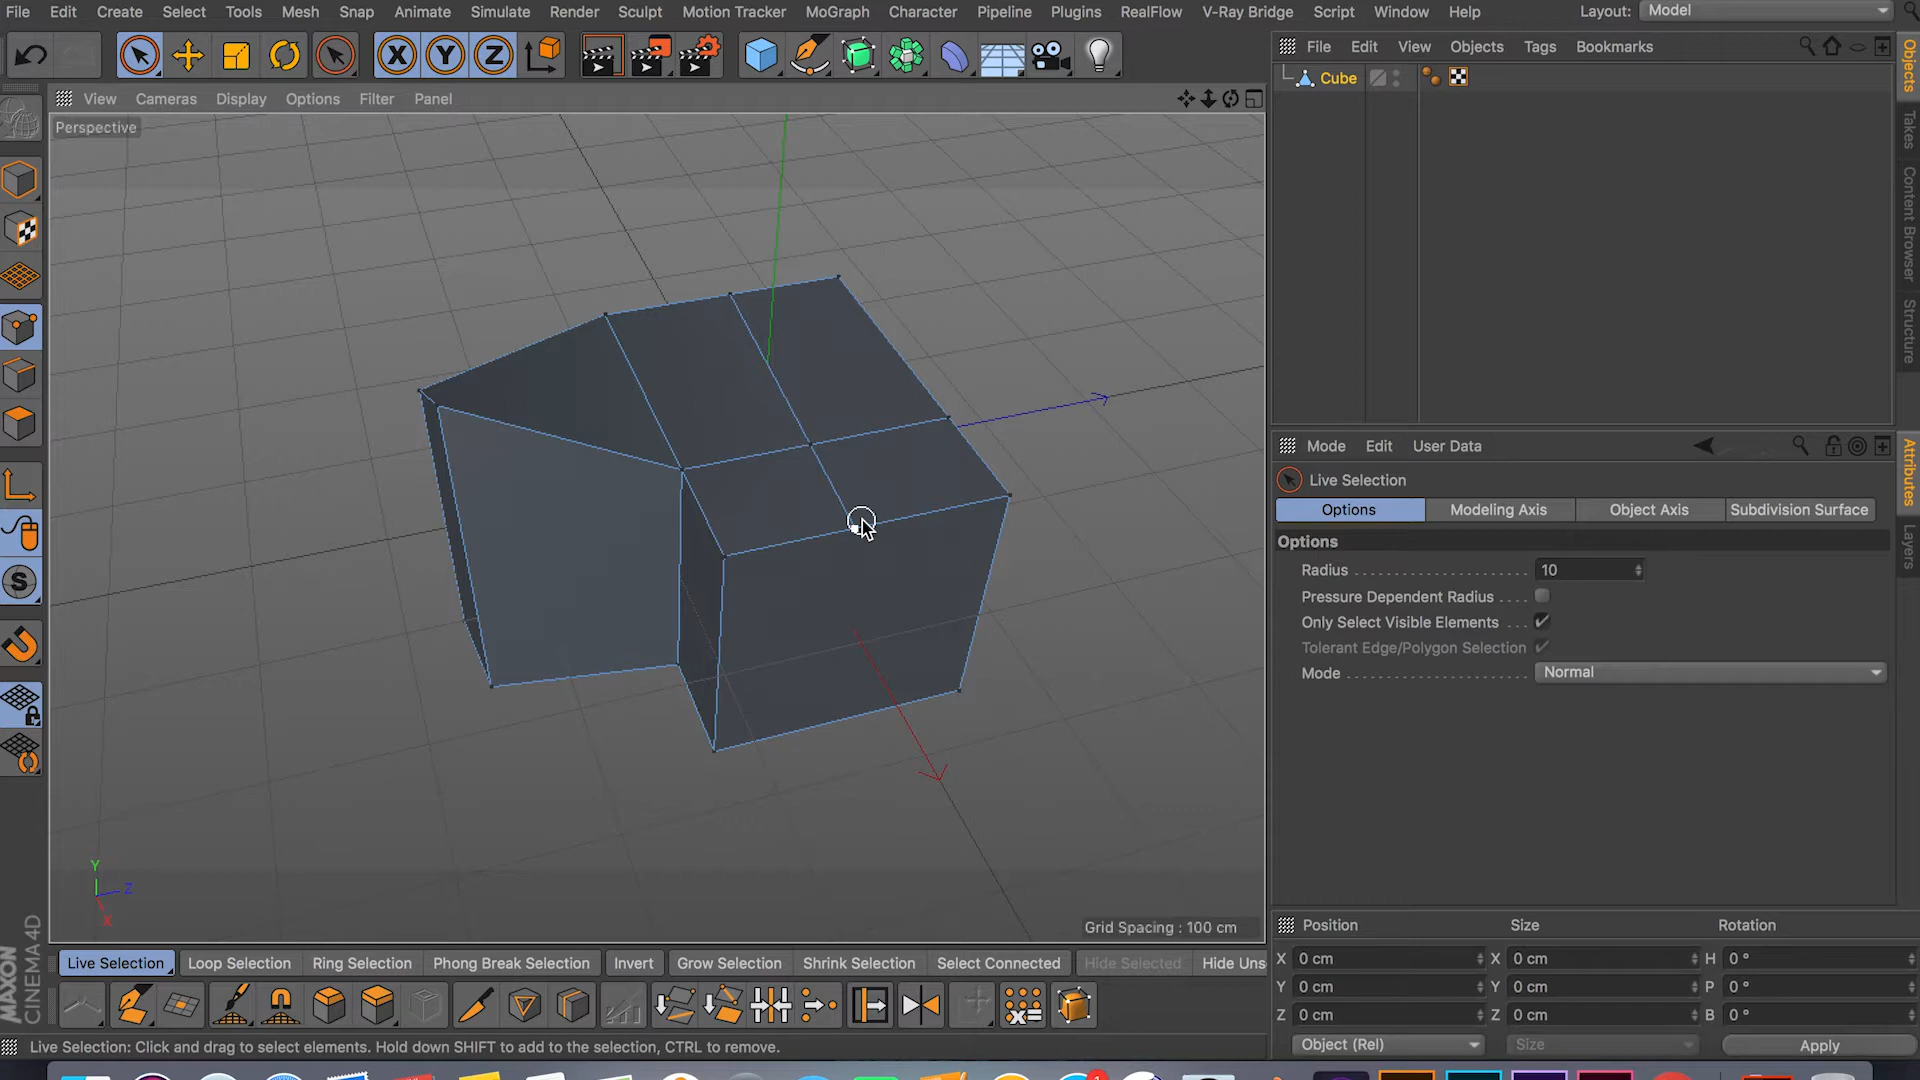 File Edit Create Select Tools Mesh Snap Animate Simulate Render Sculpt Motion Tracker MoGraph Character Pipeline Plugins RealFlow V-Ray Bridge Script Window Help Layout: Model
X Y Z
File Edit View Objects Tags Bookmarks
Cube
Objects
Takes
Content Browser
Structure
View Cameras Display Options Filter Panel
Perspective
Mode Edit User Data
Attributes
Layers
Live Selection
Options Modeling Axis Object Axis Subdivision Surface
Options
Radius 10
Pressure Dependent Radius
Only Select Visible Elements
Tolerant Edge/Polygon Selection
Mode Normal
S
Y
Z
X
Grid Spacing : 100 cm
MAXON
CINEMA 4D
Position Size Rotation
X 0 cm X 0 cm H 0 °
Y 0 cm Y 0 cm P 0 °
Z 0 cm Z 0 cm B 0 °
Object (Rel) Size Apply
Live Selection Loop Selection Ring Selection Phong Break Selection Invert Grow Selection Shrink Selection Select Connected Hide Selected Hide Uns
Live Selection: Click and drag to select elements. Hold down SHIFT to add to the selection, CTRL to remove.